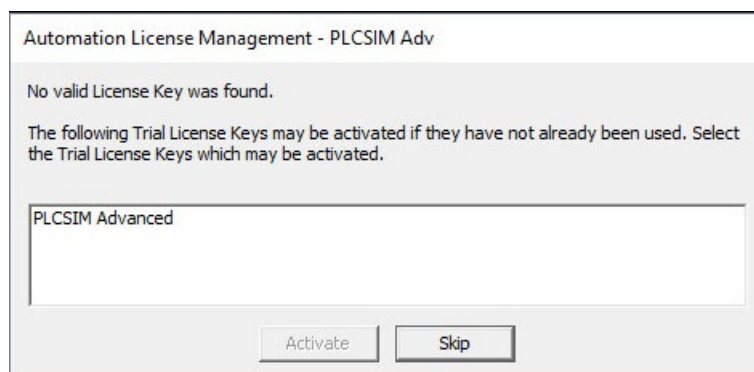 Automation License Management - PLCSIM Adv
No valid License Key was found.
The following Trial License Keys may be activated if they have not already been used. Select
the Trial License Keys which may be activated.
PLCSIM Advanced
Activate
Skip